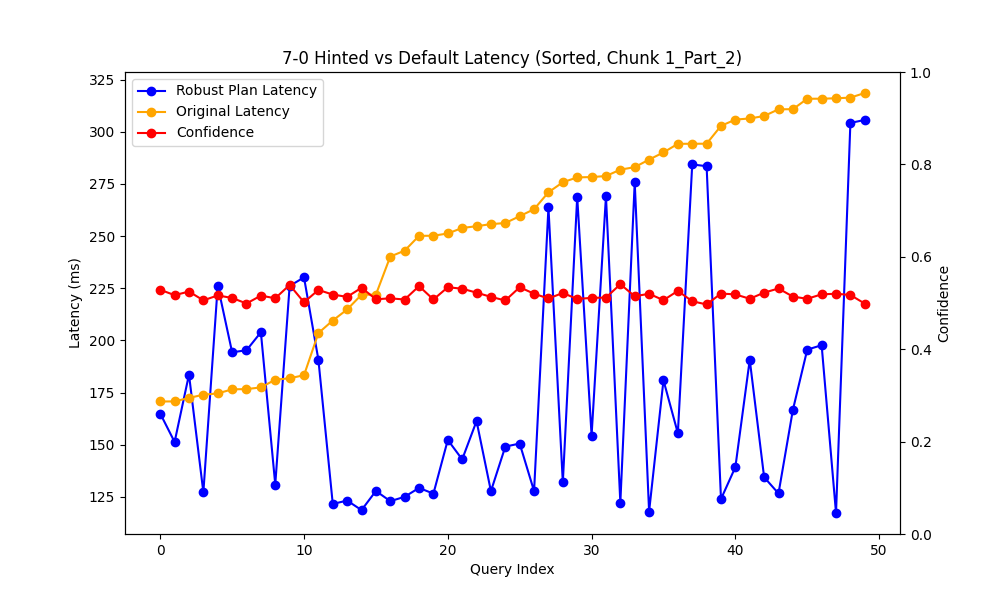 7-0 Hinted vs Default Latency (Sorted, Chunk 1_Part_2)
Robust Plan Latency
Original Latency
Confidence
Latency (ms)
325
300
275
250
225
200
175
150
125
1.0
0.8
0.6
0.4
0.2
0.0
Confidence
0 10 20 30 40 50
Query Index